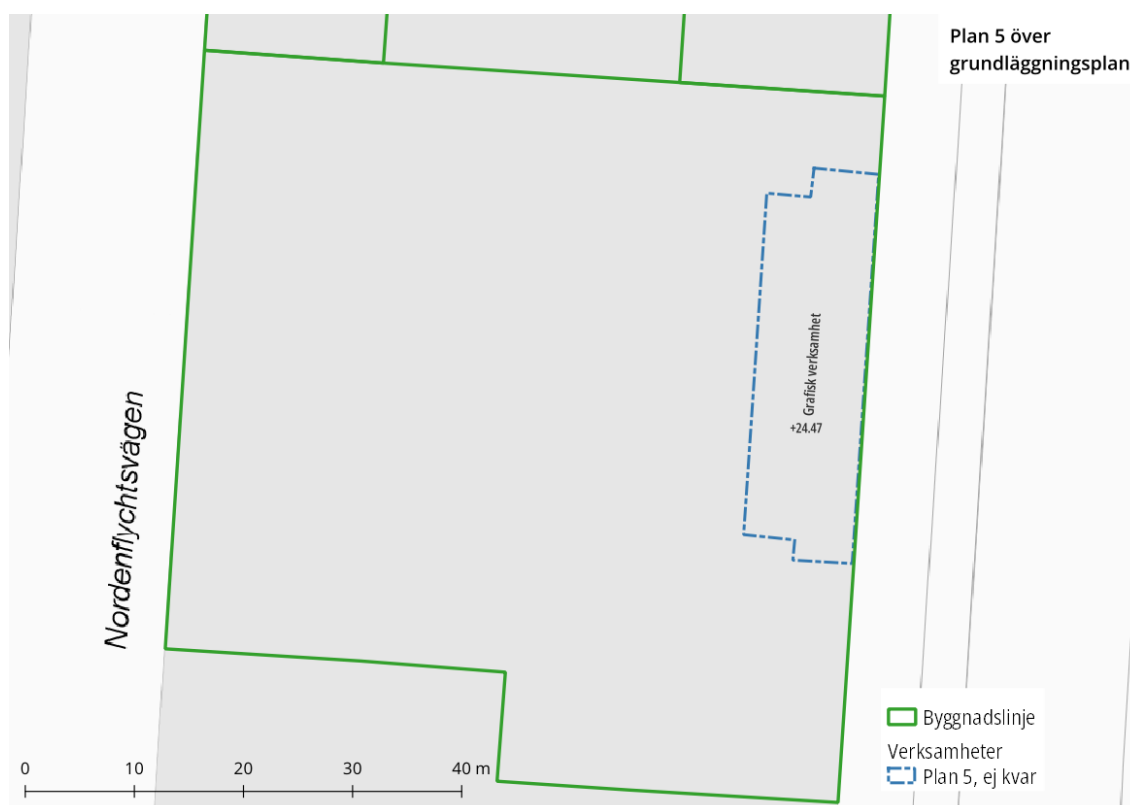 Plan 5 över
grundläggningsplan
Grafisk verksamhet
+24.47
Nordenflychtsvägen
Byggnadslinje
Verksamheter
Plan 5, ej kvar
0 10 20 30 40 m